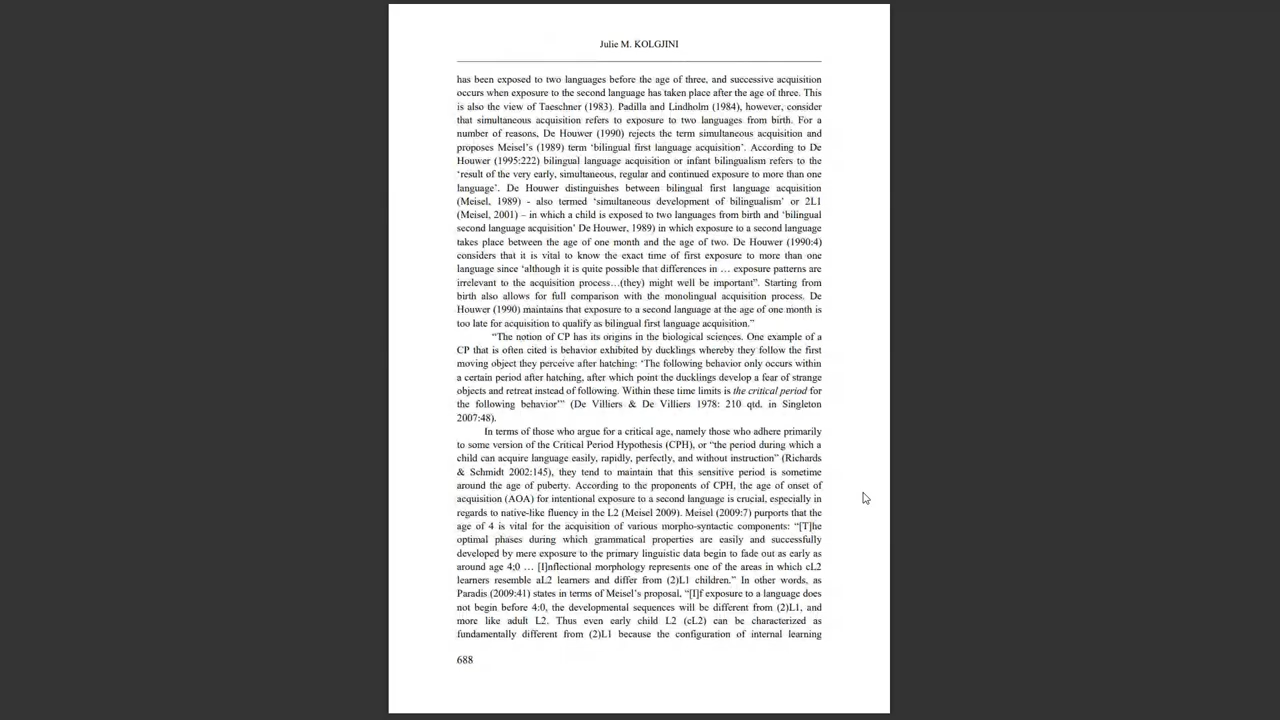 Julie M. KOLGJINI
has been exposed to two languages before the age of three, and successive acquisition
occurs when exposure to the second language has taken place after the age of three. This
is also the view of Taeschner (1983). Padilla and Lindholm (1984), however, consider
that simultaneous acquisition refers to exposure to two languages from birth. For a
number of reasons, De Houwer (1990) rejects the term simultaneous acquisition and
proposes Meisel's (1989) term ‘bilingual first language acquisition’. According to De
Houwer (1995:222) bilingual language acquisition or infant bilingualism refers to the
‘result of the very early, simultaneous, regular and continued exposure to more than one
language’. De Houwer distinguishes between bilingual first language acquisition
(Meisel, 1989) - also termed ‘simultaneous development of bilingualism’ or 2L1
(Meisel, 2001) – in which a child is exposed to two languages from birth and ‘bilingual
second language acquisition’ De Houwer, 1989) in which exposure to a second language
takes place between the age of one month and the age of two. De Houwer (1990:4)
considers that it is vital to know the exact time of first exposure to more than one
language since ‘although it is quite possible that differences in … exposure patterns are
irrelevant to the acquisition process…(they) might well be important”. Starting from
birth also allows for full comparison with the monolingual acquisition process. De
Houwer (1990) maintains that exposure to a second language at the age of one month is
too late for acquisition to qualify as bilingual first language acquisition.”
“The notion of CP has its origins in the biological sciences. One example of a
CP that is often cited is behavior exhibited by ducklings whereby they follow the first
moving object they perceive after hatching: ‘The following behavior only occurs within
a certain period after hatching, after which point the ducklings develop a fear of strange
objects and retreat instead of following. Within these time limits is the critical period for
the following behavior’” (De Villiers & De Villiers 1978: 210 qtd. in Singleton
2007:48).
In terms of those who argue for a critical age, namely those who adhere primarily
to some version of the Critical Period Hypothesis (CPH), or “the period during which a
child can acquire language easily, rapidly, perfectly, and without instruction” (Richards
& Schmidt 2002:145), they tend to maintain that this sensitive period is sometime
around the age of puberty. According to the proponents of CPH, the age of onset of
acquisition (AOA) for intentional exposure to a second language is crucial, especially in
regards to native-like fluency in the L2 (Meisel 2009). Meisel (2009:7) purports that the
age of 4 is vital for the acquisition of various morpho-syntactic components: “[T]he
optimal phases during which grammatical properties are easily and successfully
developed by mere exposure to the primary linguistic data begin to fade out as early as
around age 4;0 … [I]nflectional morphology represents one of the areas in which cL2
learners resemble aL2 learners and differ from (2)L1 children.” In other words, as
Paradis (2009:41) states in terms of Meisel's proposal, “[I]f exposure to a language does
not begin before 4:0, the developmental sequences will be different from (2)L1, and
more like adult L2. Thus even early child L2 (cL2) can be characterized as
fundamentally different from (2)L1 because the configuration of internal learning
688